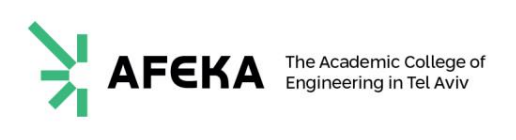 AFEKA
The Academic College of
Engineering in Tel Aviv